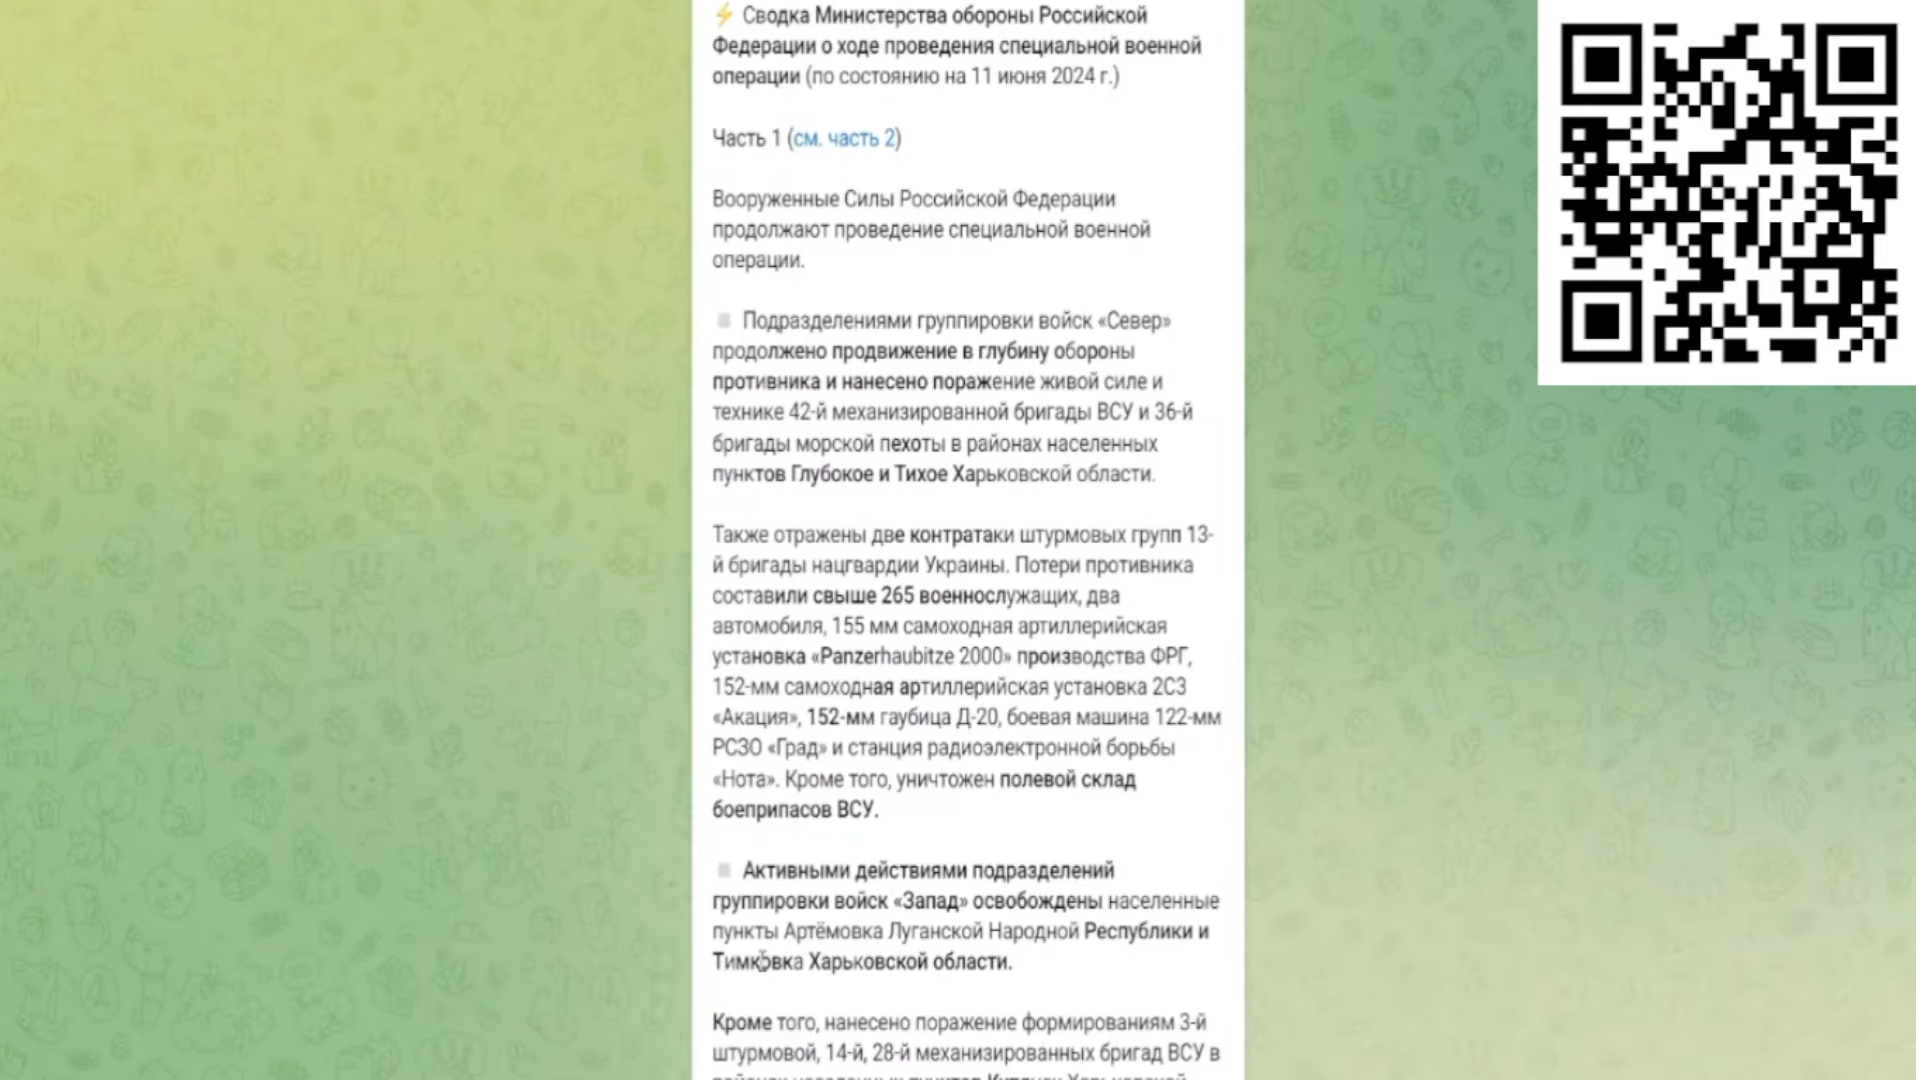 ⚡ Сводка Министерства обороны Российской
Федерации о ходе проведения специальной военной
операции (по состоянию на 11 июня 2024 г.)
Часть 1 (см. часть 2)
Вооруженные Силы Российской Федерации
продолжают проведение специальной военной
операции.
Подразделениями группировки войск «Север»
продолжено продвижение в глубину обороны
противника и нанесено поражение живой силе и
технике 42-й механизированной бригады ВСУ и 36-й
бригады морской пехоты в районах населенных
пунктов Глубокое и Тихое Харьковской области.
Также отражены две контратаки штурмовых групп 13-
й бригады нацгвардии Украины. Потери противника
составили свыше 265 военнослужащих, два
автомобиля, 155 мм самоходная артиллерийская
установка «Panzerhaubitze 2000» производства ФРГ,
152-мм самоходная артиллерийская установка 2С3
«Акация», 152-мм гаубица Д-20, боевая машина 122-мм
РСЗО «Град» и станция радиоэлектронной борьбы
«Нота». Кроме того, уничтожен полевой склад
боеприпасов ВСУ.
Активными действиями подразделений
группировки войск «Запад» освобождены населенные
пункты Артёмовка Луганской Народной Республики и
Тимковка Харьковской области.
Кроме того, нанесено поражение формированиям 3-й
штурмовой, 14-й, 28-й механизированных бригад ВСУ в